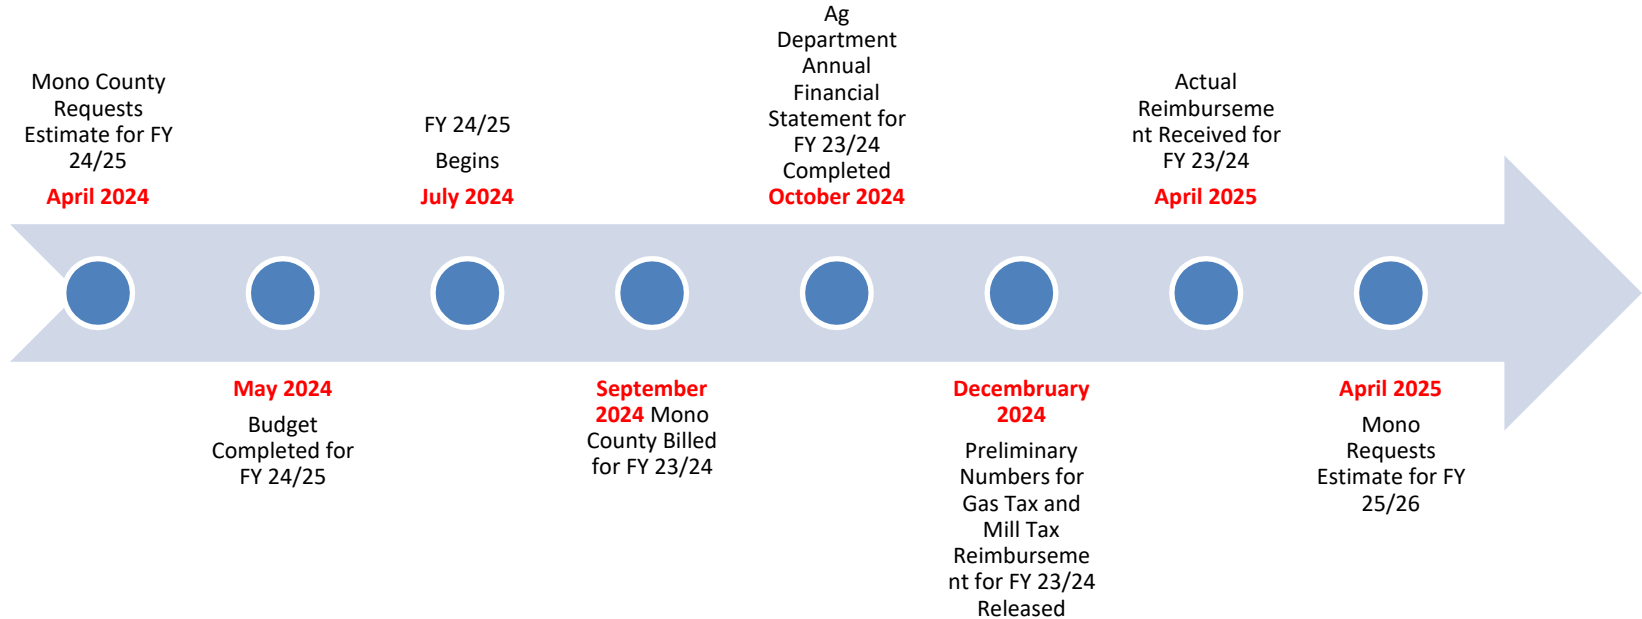 Mono County
Requests
Estimate for FY
24/25
April 2024
May 2024
Budget
Completed for
FY 24/25
FY 24/25
Begins
July 2024
September
2024 Mono
County Billed
for FY 23/24
Ag
Department
Annual
Financial
Statement for
FY 23/24
Completed
October 2024
Decembruary
2024
Preliminary
Numbers for
Gas Tax and
Mill Tax
Reimburseme
nt for FY 23/24
Released
Actual
Reimburseme
nt Received for
FY 23/24
April 2025
April 2025
Mono
Requests
Estimate for FY
25/26